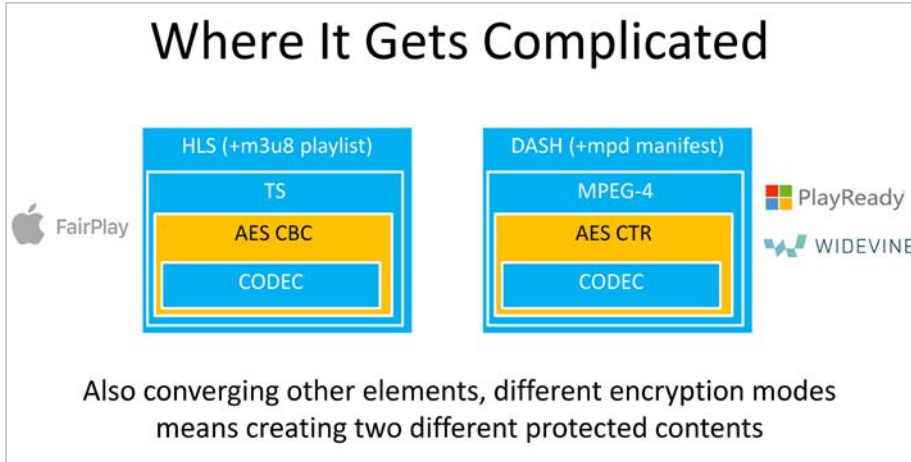 Where It Gets Complicated
HLS (+m3u8 playlist)
TS
AES CBC
CODEC
FairPlay
DASH (+mpd manifest)
MPEG-4
AES CTR
CODEC
PlayReady
WIDEVINE
Also converging other elements, different encryption modes
means creating two different protected contents